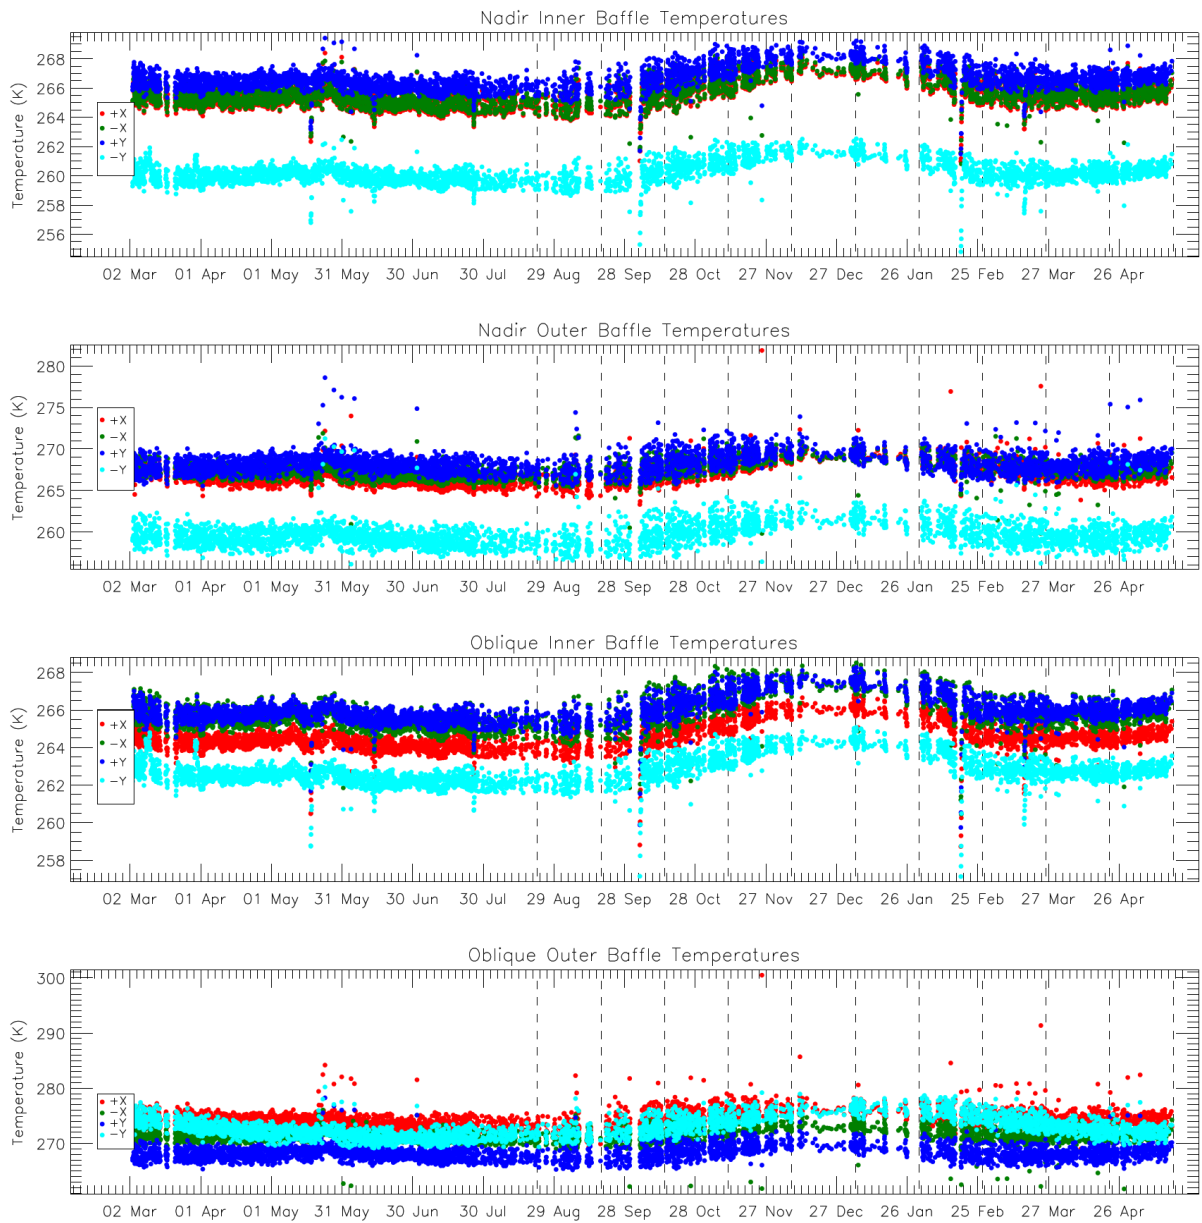 Nadir Inner Baffle Temperatures
Temperature (K)
268
266
264
262
260
258
256
+X
−X
+Y
−Y
02 Mar 01 Apr 01 May 31 May 30 Jun 30 Jul 29 Aug 28 Sep 28 Oct 27 Nov 27 Dec 26 Jan 25 Feb 27 Mar 26 Apr
Nadir Outer Baffle Temperatures
Temperature (K)
280
275
270
265
260
+X
−X
+Y
−Y
02 Mar 01 Apr 01 May 31 May 30 Jun 30 Jul 29 Aug 28 Sep 28 Oct 27 Nov 27 Dec 26 Jan 25 Feb 27 Mar 26 Apr
Oblique Inner Baffle Temperatures
Temperature (K)
268
266
264
262
260
258
+X
−X
+Y
−Y
02 Mar 01 Apr 01 May 31 May 30 Jun 30 Jul 29 Aug 28 Sep 28 Oct 27 Nov 27 Dec 26 Jan 25 Feb 27 Mar 26 Apr
Oblique Outer Baffle Temperatures
Temperature (K)
300
290
280
270
+X
−X
+Y
−Y
02 Mar 01 Apr 01 May 31 May 30 Jun 30 Jul 29 Aug 28 Sep 28 Oct 27 Nov 27 Dec 26 Jan 25 Feb 27 Mar 26 Apr